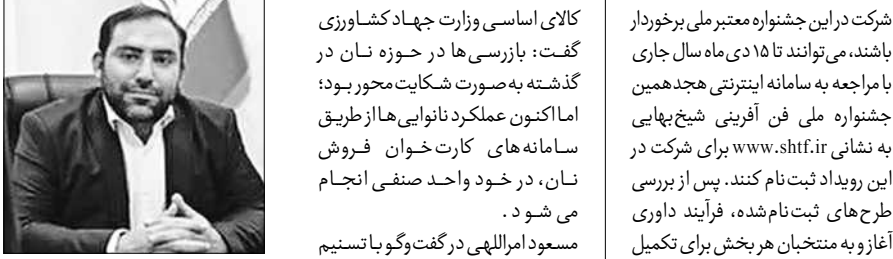 شرکت در این جشنواره معتبر ملی برخوردار
باشند، می‌توانند تا ۱۵ دی ماه سال جاری
با مراجعه به سامانه اینترنتی هجدهمین
جشنواره ملی فن آفرینی شیخ‌بهایی
به نشانی www.shtf.ir برای شرکت در
این رویداد ثبت‌نام کنند. پس از بررسی
طرح‌های ثبت‌نام‌شده، فرآیند داوری
آغاز و به منتخبان هر بخش برای تکمیل
کالای اساسی وزارت جهاد کشاورزی
گفت: بازرسی‌ها در حوزه نان در
گذشته به‌صورت شکایت‌محور بود؛
اما اکنون عملکرد نانوایی‌ها از طریق
سامانه‌های کارت‌خوان فروش
نان، در خود واحد صنفی انجام
می شود.
مسعود امراللهی در گفت‌وگو با تسنیم